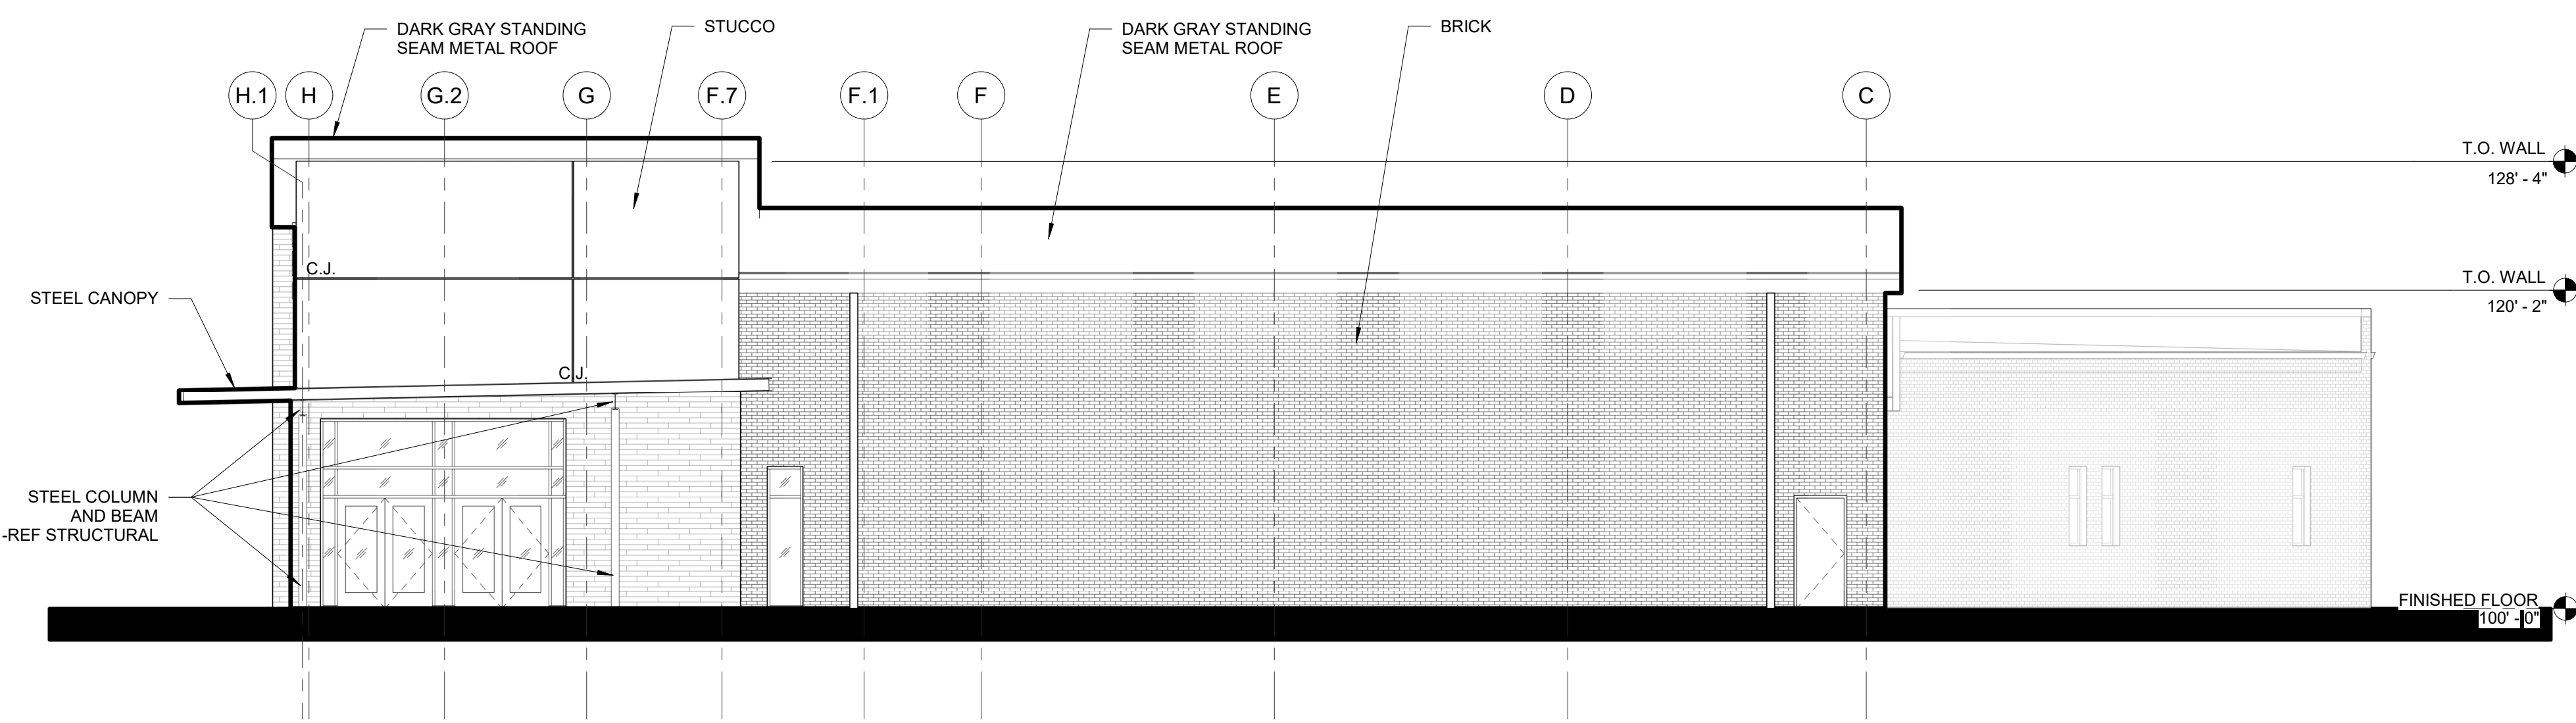 DARK GRAY STANDING
SEAM METAL ROOF
STUCCO
DARK GRAY STANDING
SEAM METAL ROOF
BRICK
H.1
H
G.2
G
F.7
F.1
F
E
D
C
T.O. WALL
128' - 4"
C.J.
T.O. WALL
120' - 2"
STEEL CANOPY
C.J.
STEEL COLUMN
AND BEAM
-REF STRUCTURAL
FINISHED FLOOR
100' - 0"